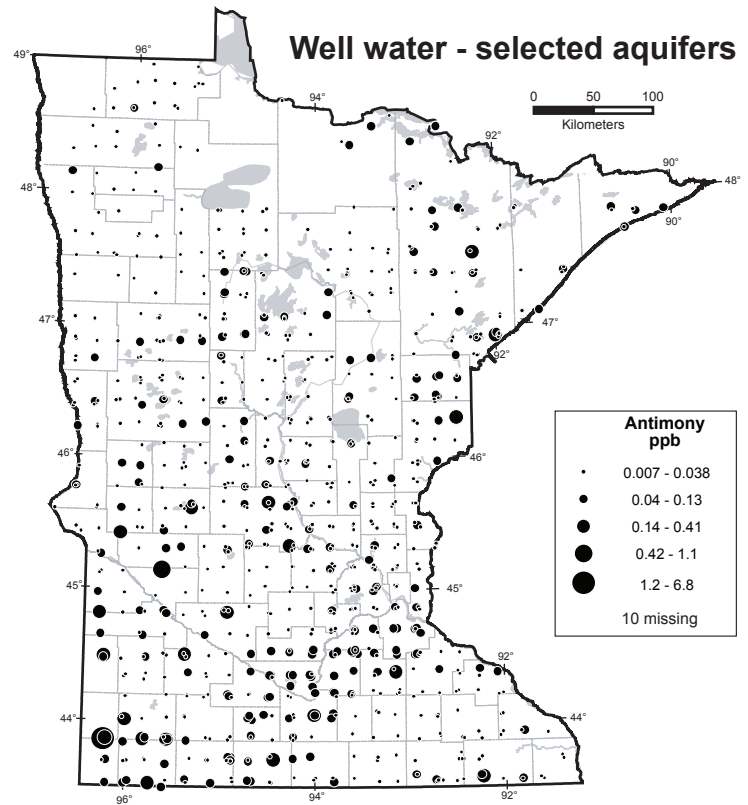 Well water - selected aquifers
0 50 100
Kilometers
49°
96°
94°
92°
90°
48°
48°
90°
47°
47°
92°
46°
46°
45°
45°
92°
44°
44°
96°
94°
92°
Antimony
ppb
0.007 - 0.038
0.04 - 0.13
0.14 - 0.41
0.42 - 1.1
1.2 - 6.8
10 missing